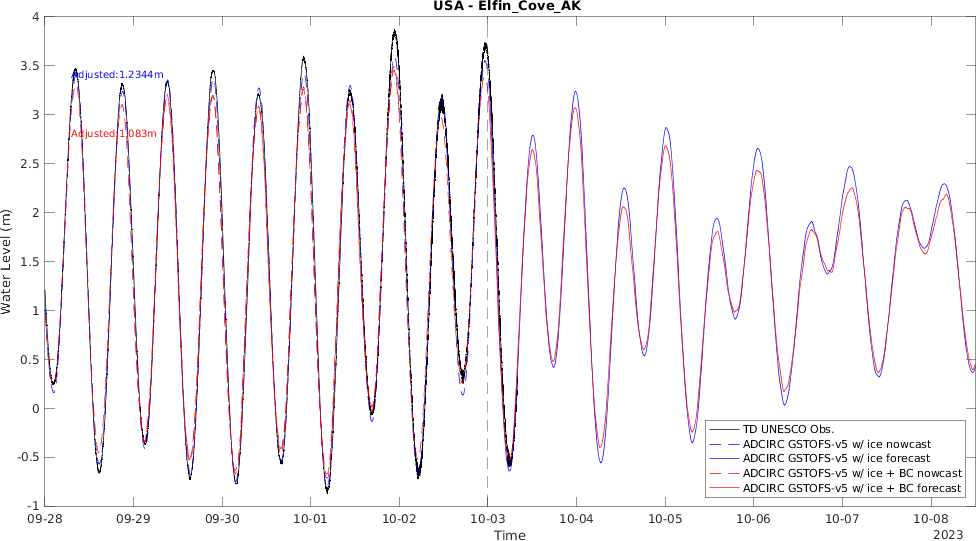 USA - Elfin_Cove_AK
4
3.5
3
2.5
2
1.5
1
0.5
0
-0.5
-1
Water Level (m)
Adjusted:1.2344m
Adjusted:1.083m
TD UNESCO Obs.
ADCIRC GSTOFS-v5 w/ ice nowcast
ADCIRC GSTOFS-v5 w/ ice forecast
ADCIRC GSTOFS-v5 w/ ice + BC nowcast
ADCIRC GSTOFS-v5 w/ ice + BC forecast
09-28 09-29 09-30 10-01 10-02 10-03 10-04 10-05 10-06 10-07 10-08
Time
2023